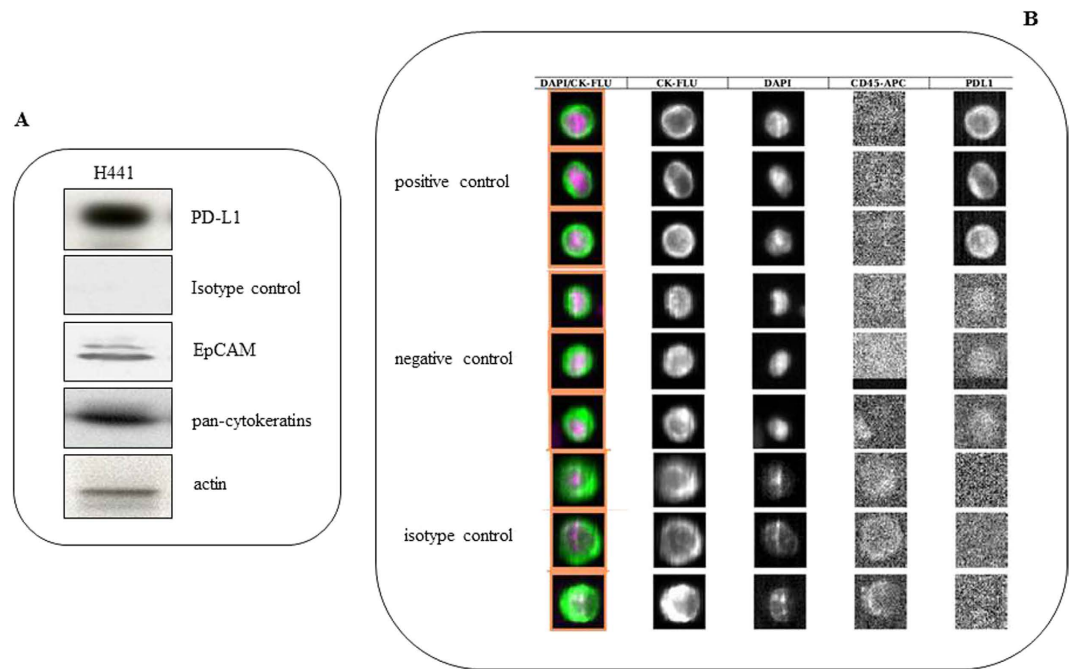 A
H441
PD-L1
Isotype control
EpCAM
pan-cytokeratins
actin
B
DAPI/CK-FLU CK-FLU DAPI CD45-APC PDL1
positive control
negative control
isotype control